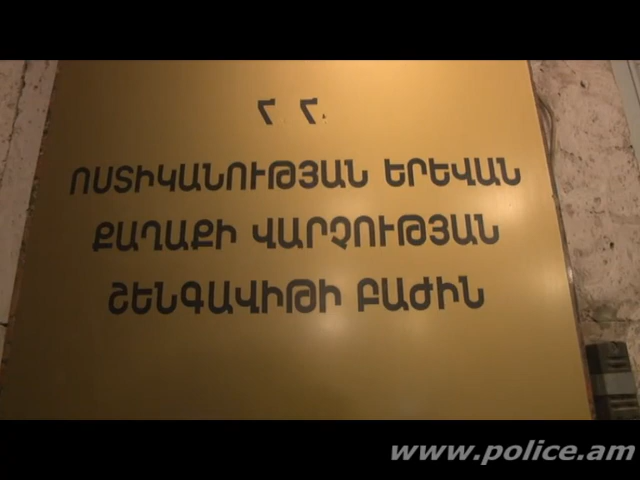 Հ Հ
ՈՍՏԻԿԱՆՈՒԹՅԱՆ ԵՐԵՎԱՆ
ՔԱՂԱՔԻ ՎԱՐՉՈՒԹՅԱՆ
ՇԵՆԳԱՎԻԹԻ ԲԱԺԻՆ
www.police.am